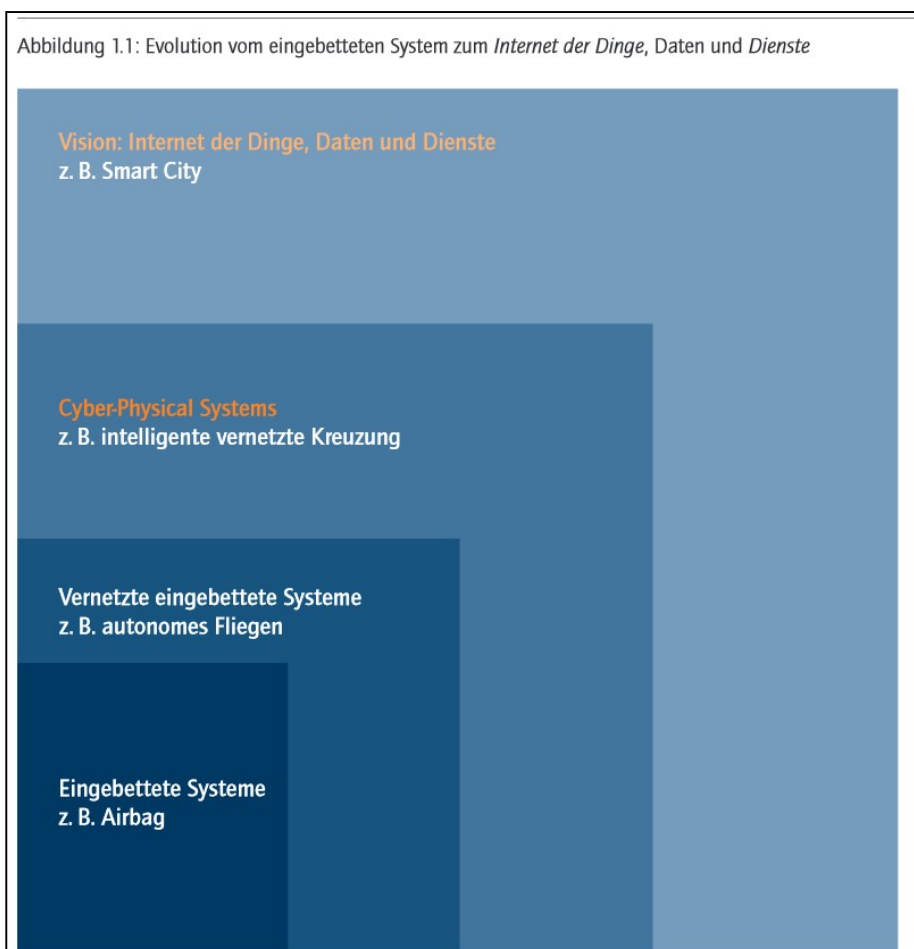 Abbildung 1.1: Evolution vom eingebetteten System zum Internet der Dinge, Daten und Dienste
Vision: Internet der Dinge, Daten und Dienste
z. B. Smart City
Cyber-Physical Systems
z. B. intelligente vernetzte Kreuzung
Vernetzte eingebettete Systeme
z. B. autonomes Fliegen
Eingebettete Systeme
z. B. Airbag